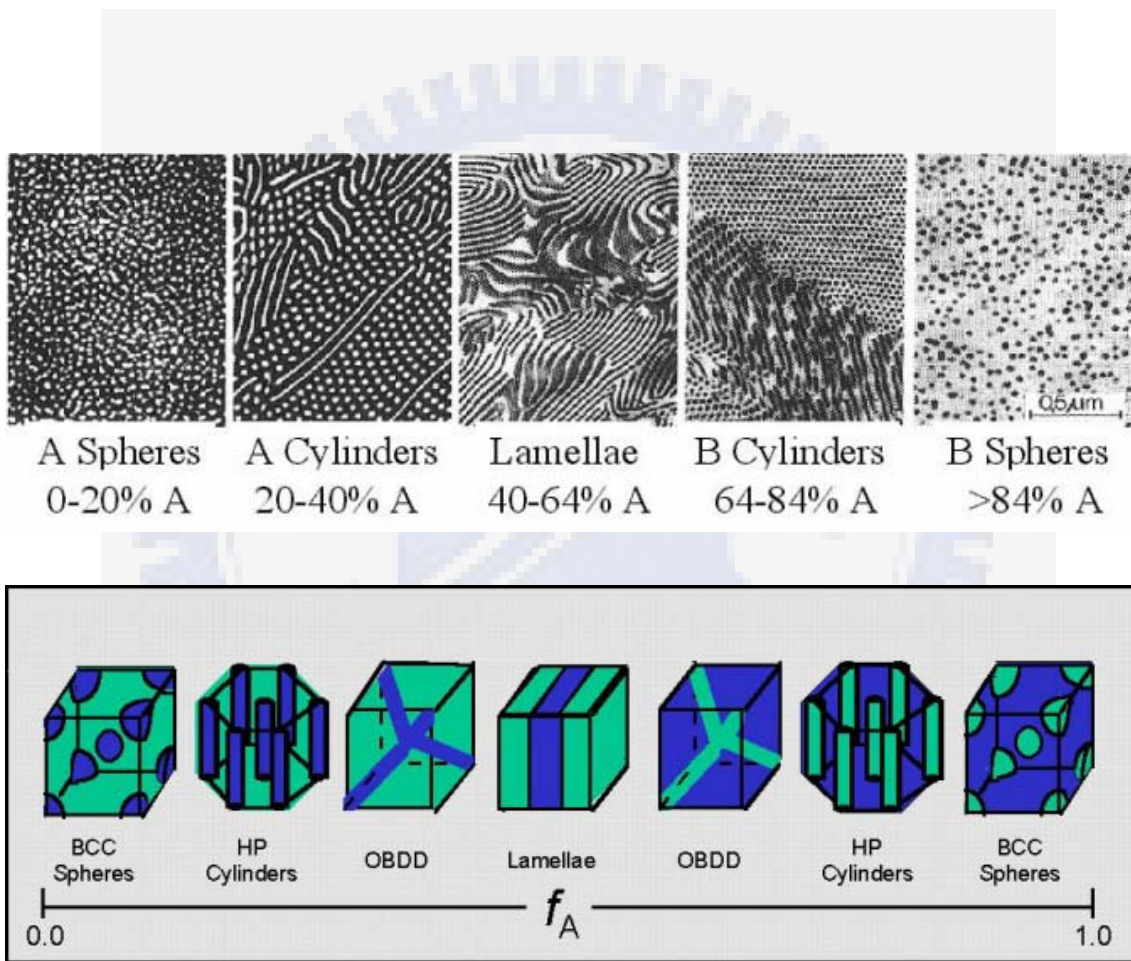 0,5µm
A Spheres A Cylinders Lamellae B Cylinders B Spheres
0-20% A 20-40% A 40-64% A 64-84% A >84% A
BCC HP OBDD Lamellae OBDD HP BCC
Spheres Cylinders Cylinders Spheres
fA
0.0 1.0